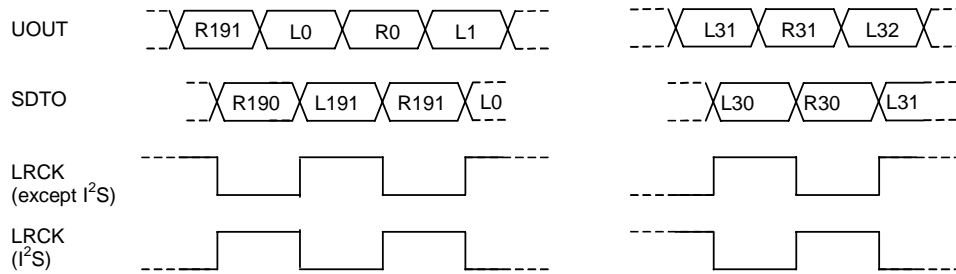 UOUT R191 L0 R0 L1 L31 R31 L32
SDTO R190 L191 R191 L0 L30 R30 L31
LRCK
(except I²S)
LRCK
(I²S)